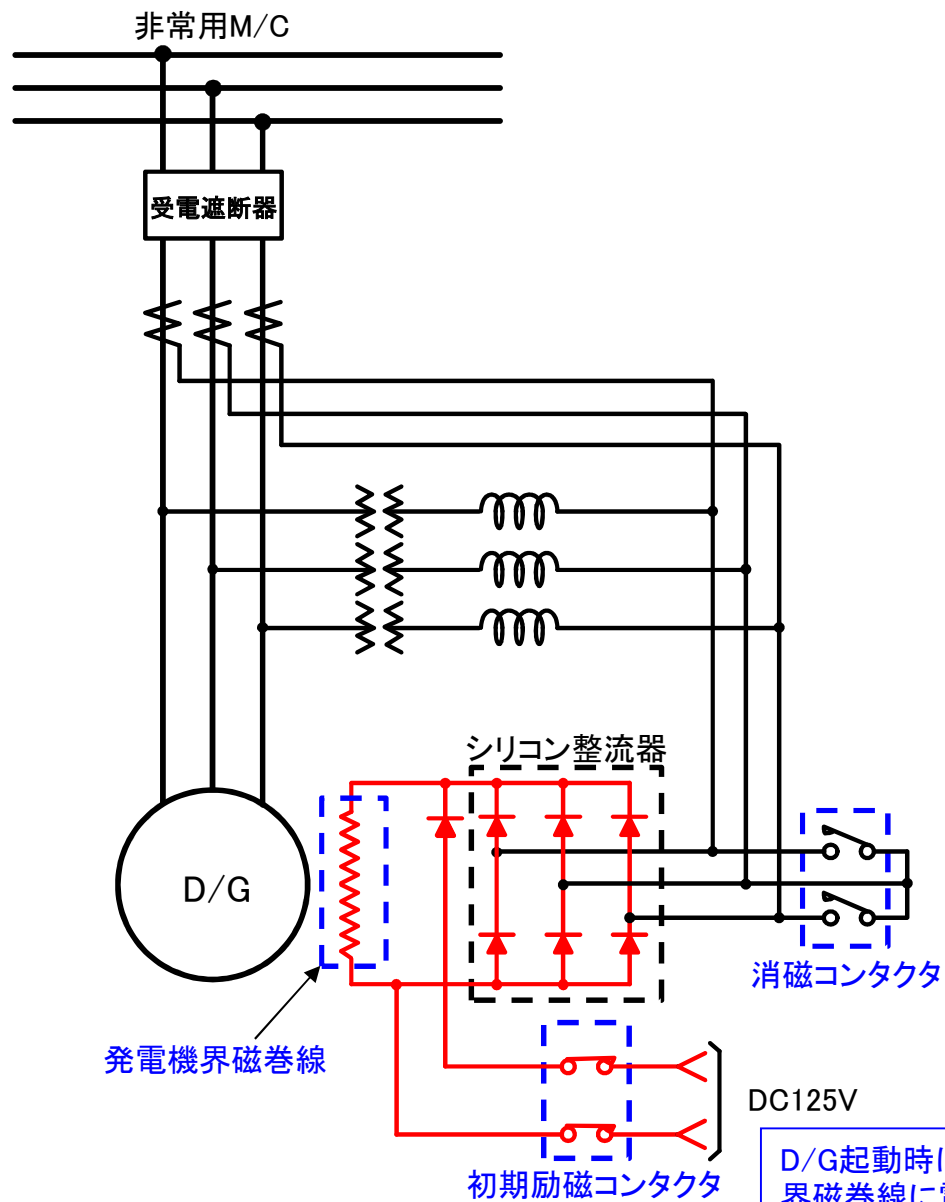 非常用M/C
受電遮断器
シリコン整流器
D/G
消磁コンタクタ
発電機界磁巻線
DC125V
初期励磁コンタクタ
D/G起動時に
界磁巻線に